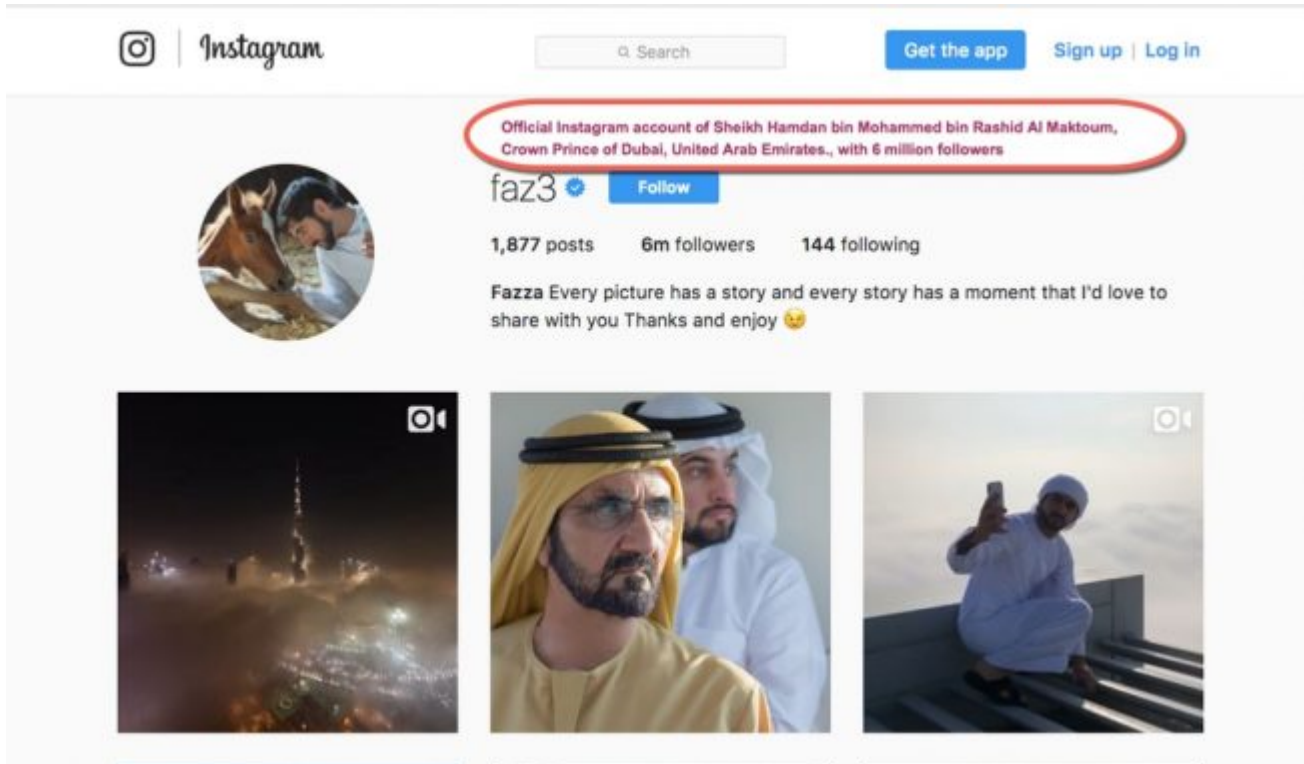 Instagram
Search
Get the app
Sign up | Log in
Official Instagram account of Sheikh Hamdan bin Mohammed bin Rashid Al Maktoum,
Crown Prince of Dubai, United Arab Emirates., with 6 million followers
faz3
Follow
1,877 posts 6m followers 144 following
Fazza Every picture has a story and every story has a moment that I'd love to
share with you Thanks and enjoy 😉